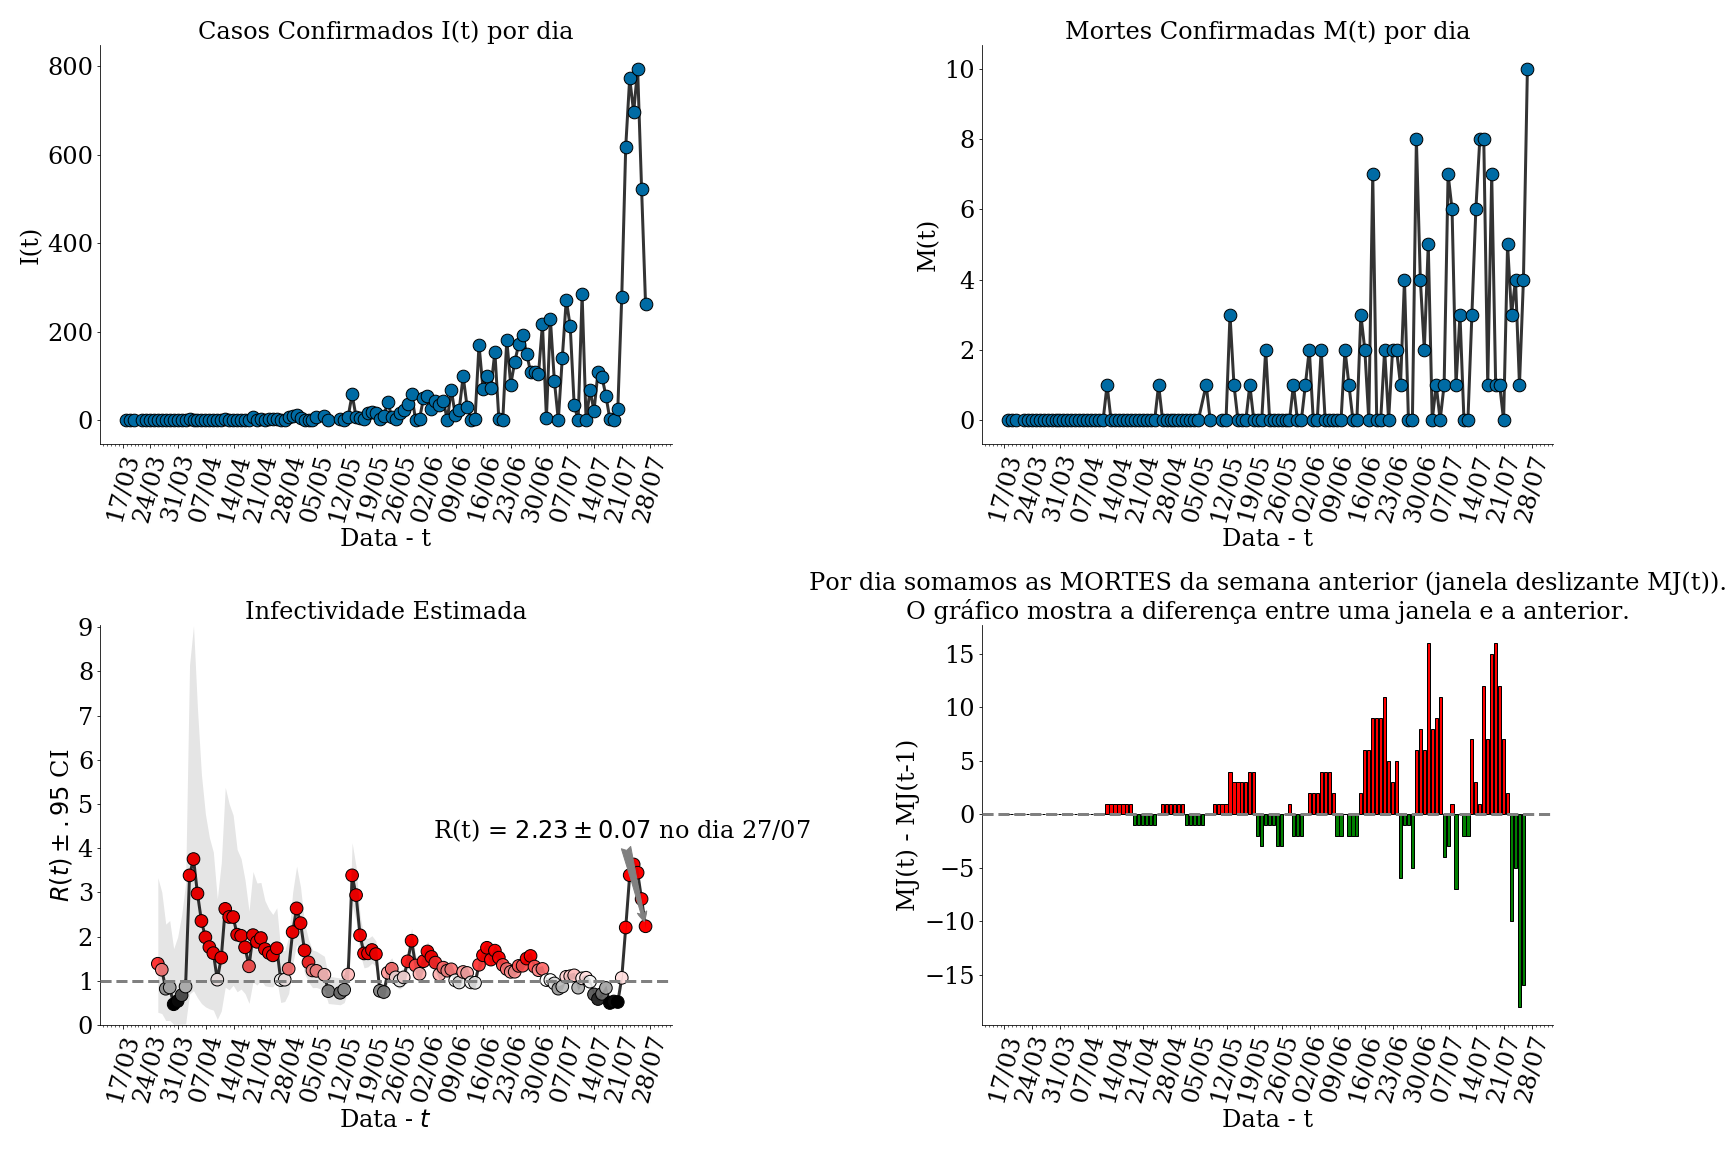 Casos Confirmados I(t) por dia
800
600
400
200
0
I(t)
17/03 24/03 31/03 07/04 14/04 21/04 28/04 05/05 12/05 19/05 26/05 02/06 09/06 16/06 23/06 30/06 07/07 14/07 21/07 28/07
Data - t
Mortes Confirmadas M(t) por dia
10
8
6
4
2
0
M(t)
17/03 24/03 31/03 07/04 14/04 21/04 28/04 05/05 12/05 19/05 26/05 02/06 09/06 16/06 23/06 30/06 07/07 14/07 21/07 28/07
Data - t
Infectividade Estimada
9
8
7
6
5
4
3
2
1
0
R(t) ± .95 CI
R(t) = 2.23 ± 0.07 no dia 27/07
17/03 24/03 31/03 07/04 14/04 21/04 28/04 05/05 12/05 19/05 26/05 02/06 09/06 16/06 23/06 30/06 07/07 14/07 21/07 28/07
Data - t
Por dia somamos as MORTES da semana anterior (janela deslizante MJ(t)).
O gráfico mostra a diferença entre uma janela e a anterior.
15
10
5
0
−5
−10
−15
MJ(t) - MJ(t-1)
17/03 24/03 31/03 07/04 14/04 21/04 28/04 05/05 12/05 19/05 26/05 02/06 09/06 16/06 23/06 30/06 07/07 14/07 21/07 28/07
Data - t